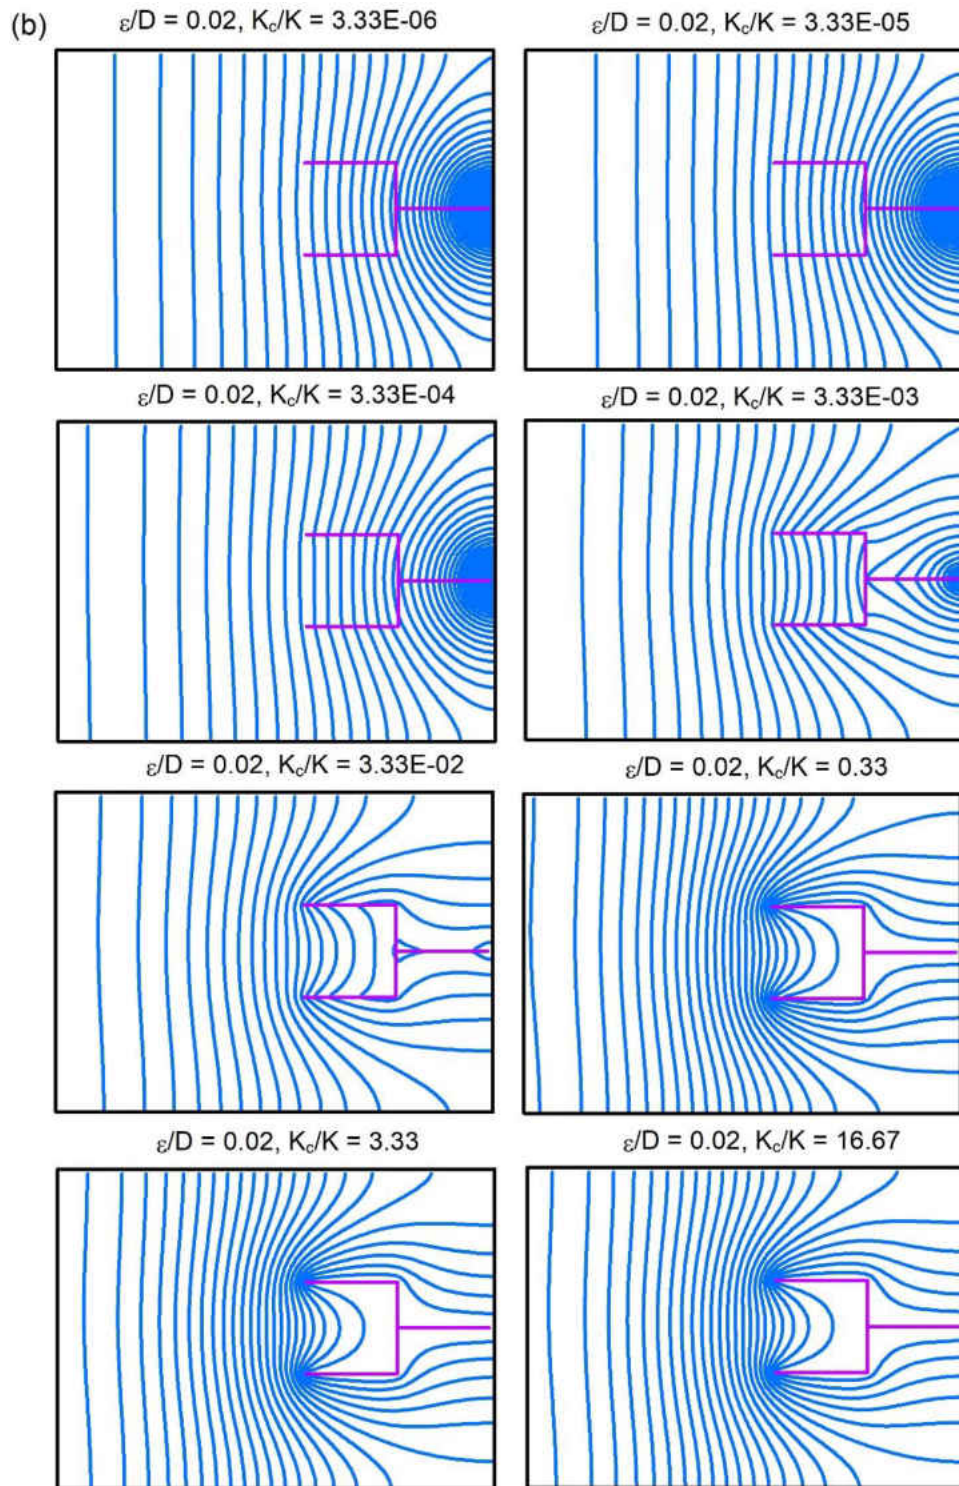 (b)
ε/D = 0.02, Kc/K = 3.33E-06
ε/D = 0.02, Kc/K = 3.33E-05
ε/D = 0.02, Kc/K = 3.33E-04
ε/D = 0.02, Kc/K = 3.33E-03
ε/D = 0.02, Kc/K = 3.33E-02
ε/D = 0.02, Kc/K = 0.33
ε/D = 0.02, Kc/K = 3.33
ε/D = 0.02, Kc/K = 16.67